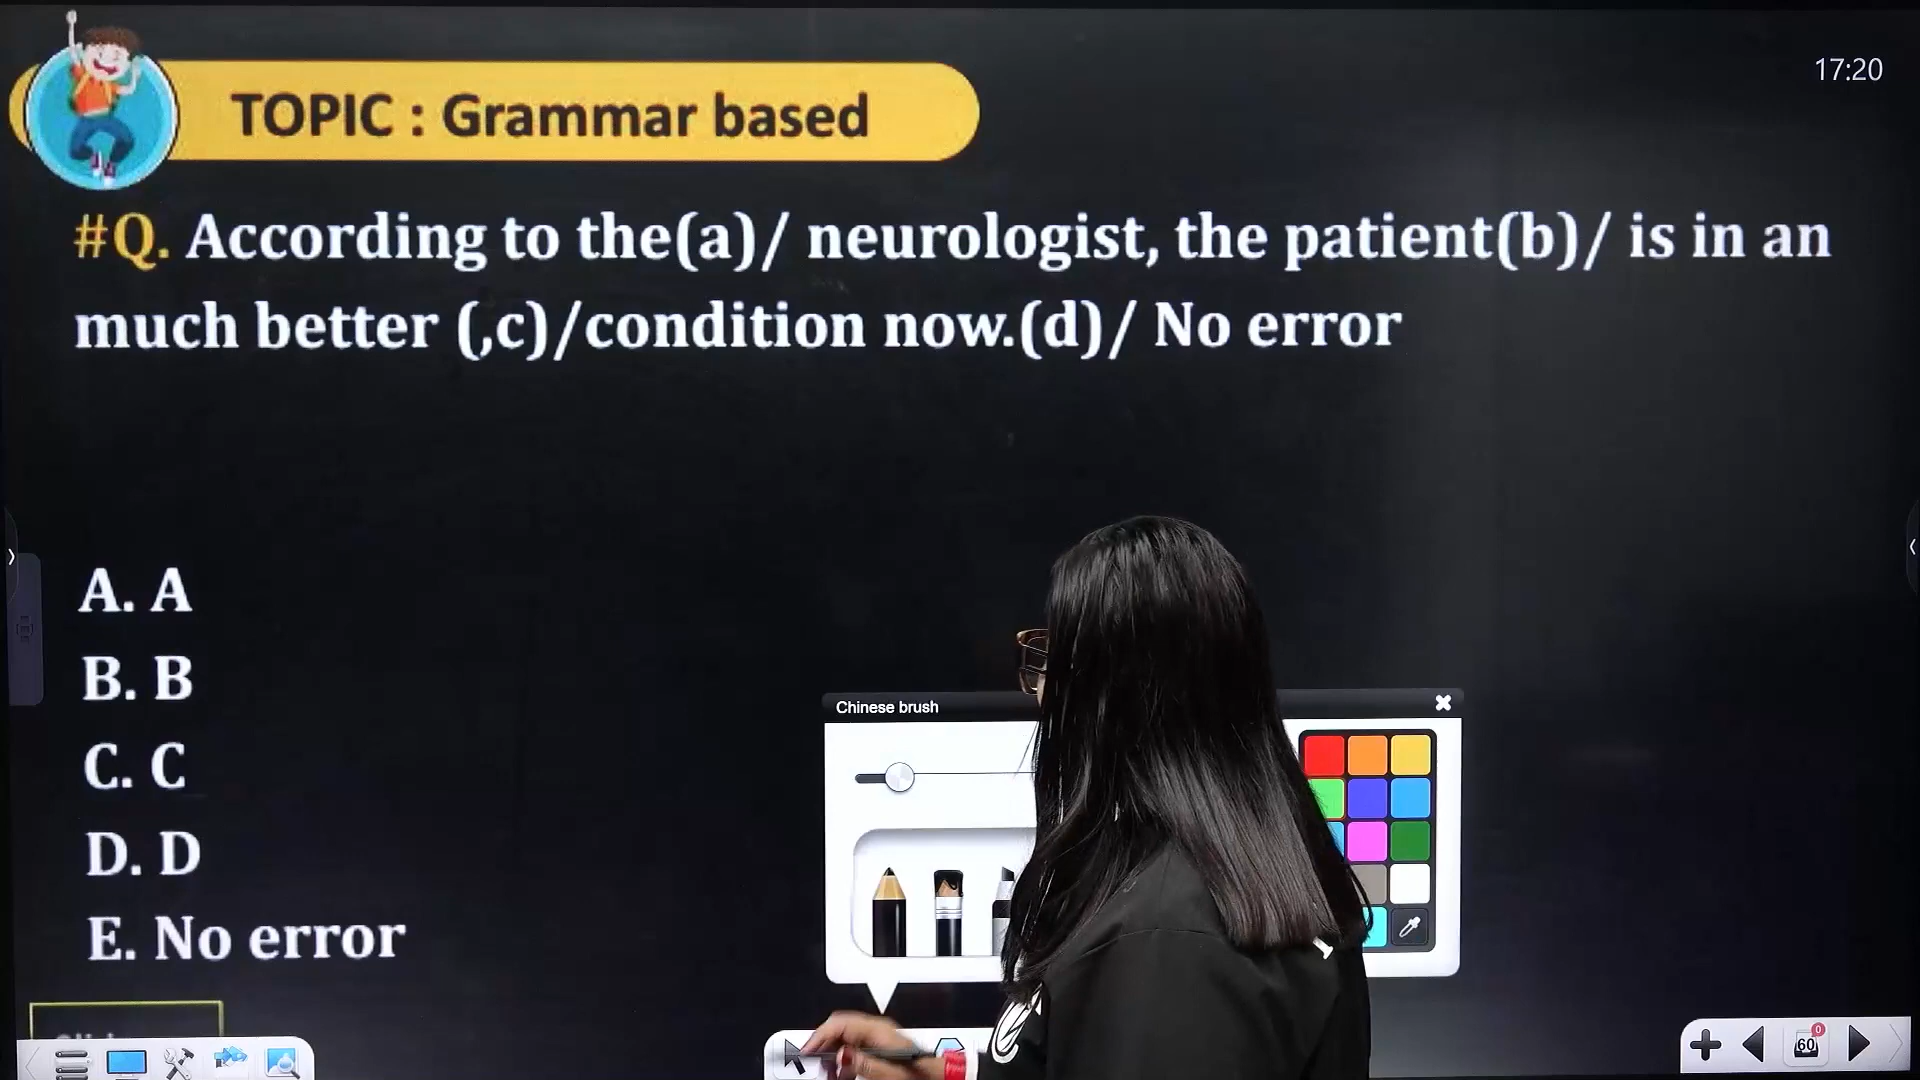 17:20
TOPIC : Grammar based
#Q. According to the(a)/ neurologist, the patient(b)/ is in an
much better (,c)/condition now.(d)/ No error
A. A
B. B
C. C
D. D
E. No error
Chinese brush
0
60